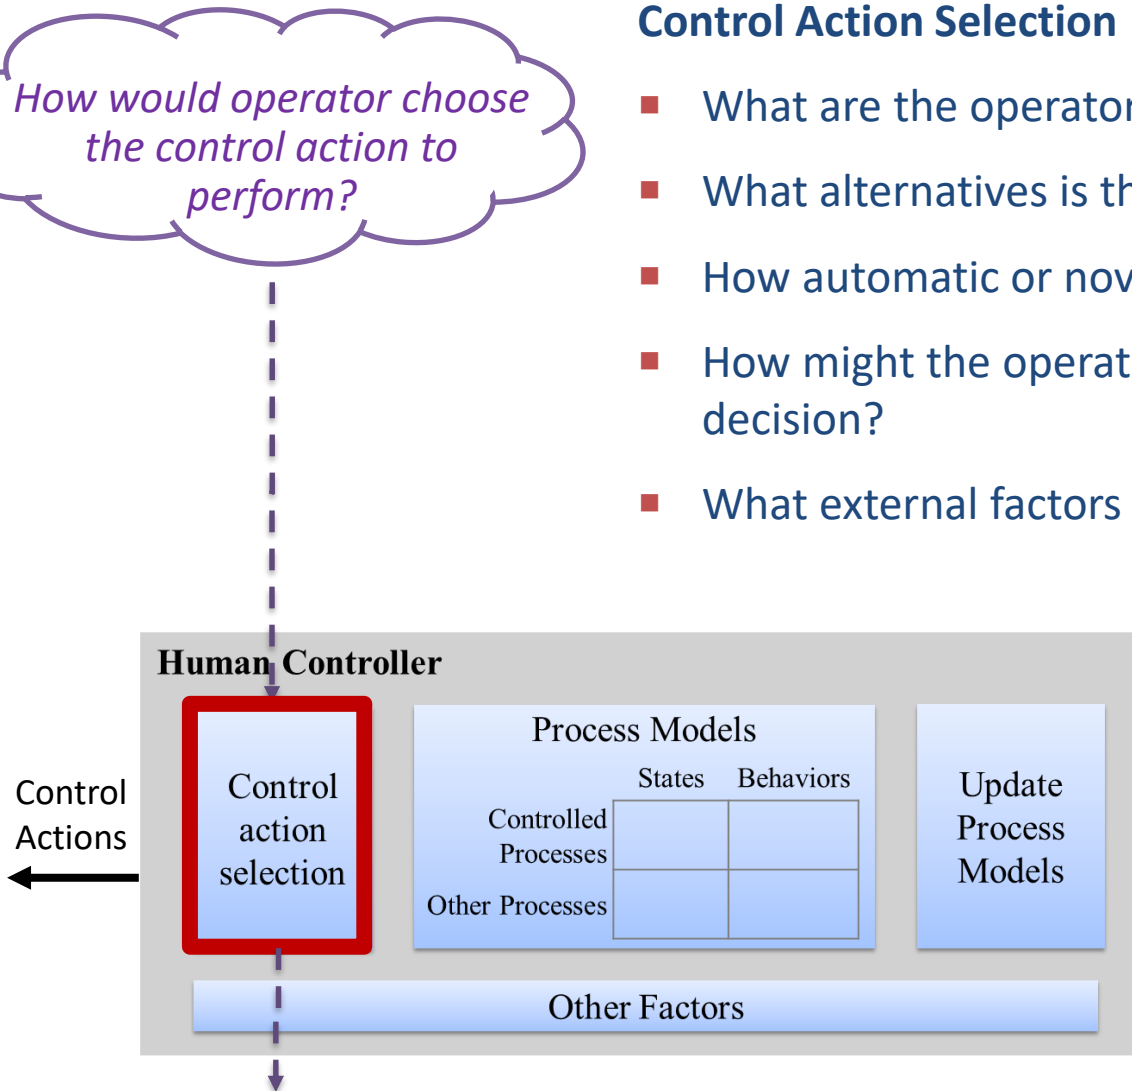 How would operator choose
the control action to
perform?
Control Action Selection
What are the operator
What alternatives is th
How automatic or nov
How might the operat
decision?
What external factors
Human Controller
Control
Actions
Control
action
selection
Process Models
States Behaviors
Controlled
Processes
Other Processes
Update
Process
Models
Other Factors